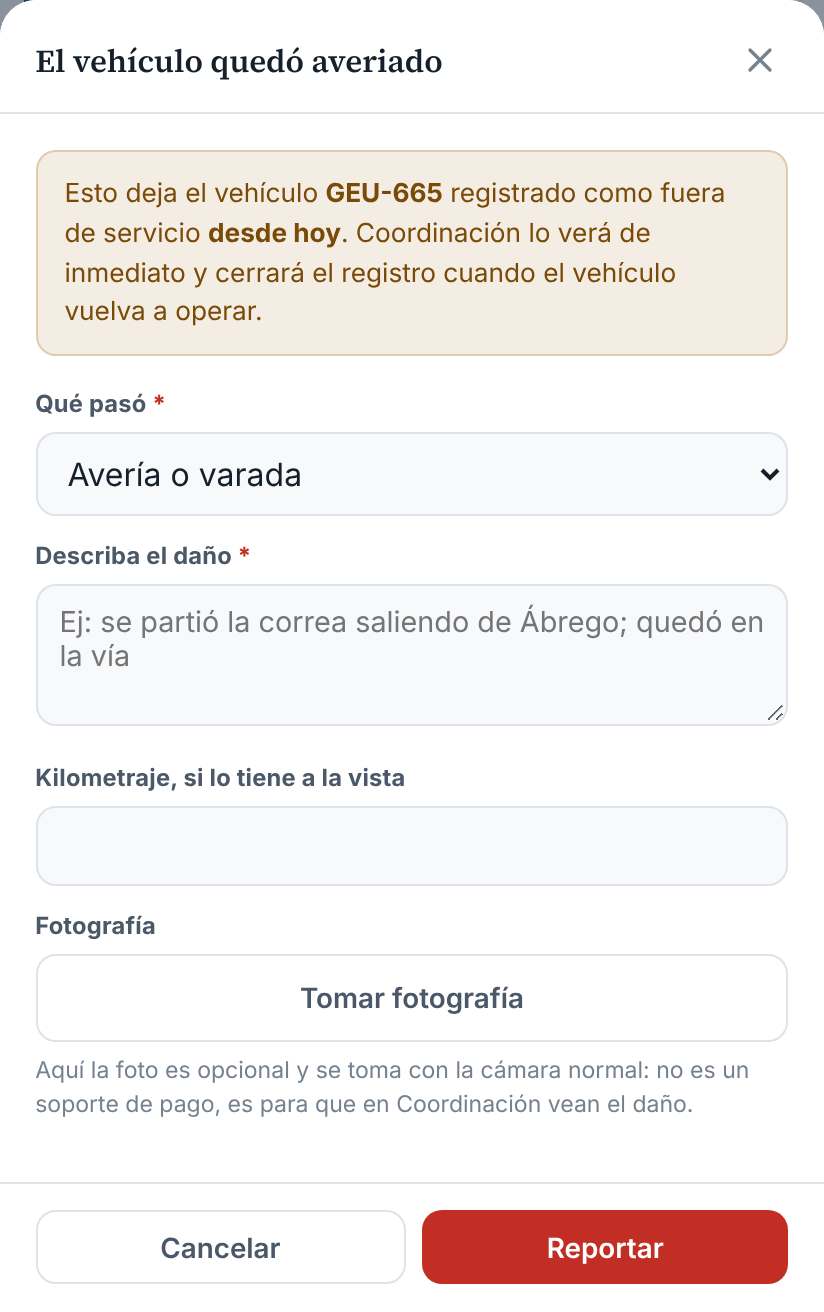 El vehículo quedó averiado
Esto deja el vehículo GEU-665 registrado como fuera
de servicio desde hoy. Coordinación lo verá de
inmediato y cerrará el registro cuando el vehículo
vuelva a operar.
Qué pasó *
Avería o varada
Describa el daño *
Ej: se partió la correa saliendo de Ábrego; quedó en
la vía
Kilometraje, si lo tiene a la vista
Fotografía
Tomar fotografía
Aquí la foto es opcional y se toma con la cámara normal: no es un
soporte de pago, es para que en Coordinación vean el daño.
Cancelar
Reportar